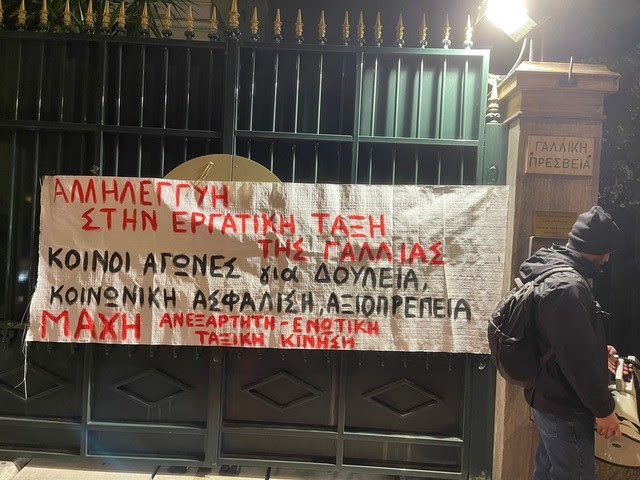 ΑΛΛΗΛΕΓΓΥΗ
ΣΤΗΝ ΕΡΓΑΤΙΚΗ ΤΑΞΗ
ΤΗΣ ΓΑΛΛΙΑΣ
ΚΟΙΝΟΙ ΑΓΩΝΕΣ για ΔΟΥΛΕΙΑ,
ΚΟΙΝΩΝΙΚΗ ΑΣΦΑΛΙΣΗ, ΑΞΙΟΠΡΕΠΕΙΑ
ΜΑΧΗ ΑΝΕΞΑΡΤΗΤΗ - ΕΝΩΤΙΚΗ
ΤΑΞΙΚΗ ΚΙΝΗΣΗ
ΓΑΛΛΙΚΗ
ΠΡΕΣΒΕΙΑ